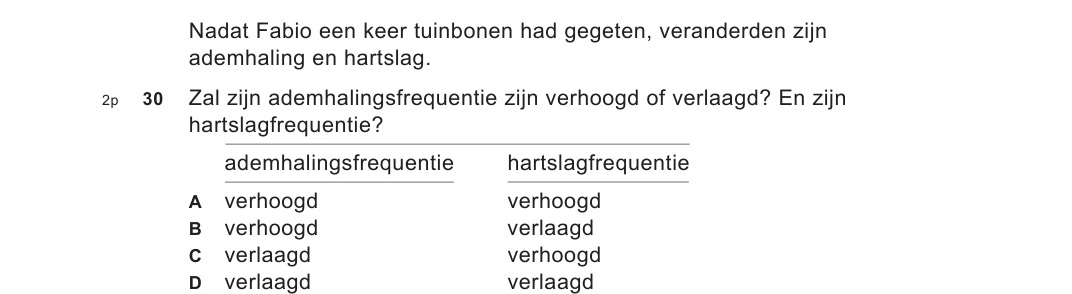 Nadat Fabio een keer tuinbonen had gegeten, veranderden zijn
ademhaling en hartslag.
2p 30 Zal zijn ademhalingsfrequentie zijn verhoogd of verlaagd? En zijn
hartslagfrequentie?
ademhalingsfrequentie hartslagfrequentie
A verhoogd verhoogd
B verhoogd verlaagd
C verlaagd verhoogd
D verlaagd verlaagd